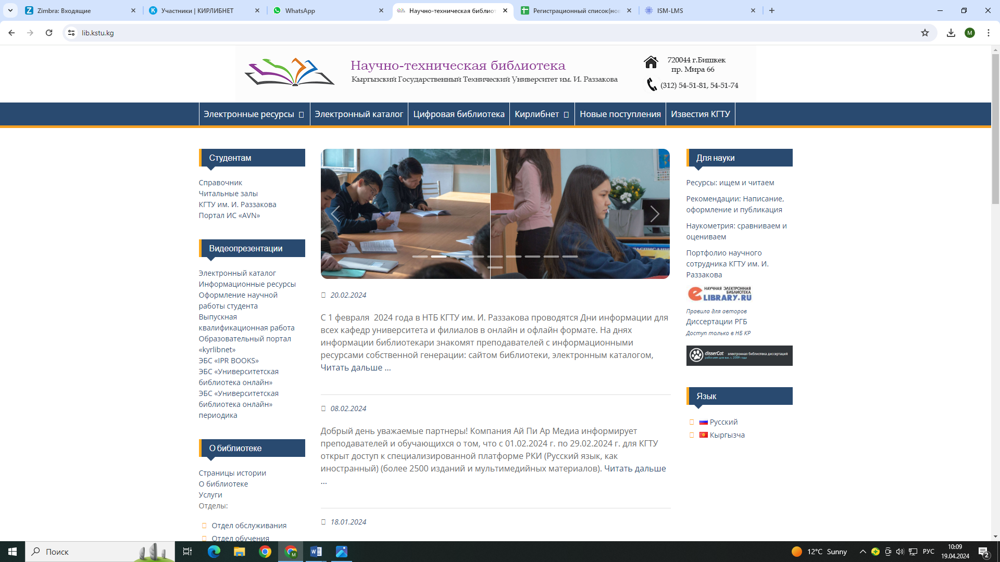 Zimbra: Входящие
Участники | КИРЛИБНЕТ
WhatsApp
Научно-техническая библиот
Регистрационный список(но
ISM-LMS
lib.kstu.kg
M
Научно-техническая библиотека
Кыргызский Государственный Технический Университет им. И. Раззакова
720044 г.Бишкек
пр. Мира 66
(312) 54-51-81, 54-51-74
Электронные ресурсы
Электронный каталог
Цифровая библиотека
Кирлибнет
Новые поступления
Известия КГТУ
Студентам
Справочник
Читальные залы
КГТУ им. И. Раззакова
Портал ИС «AVN»
Видеопрезентации
Электронный каталог
Информационные ресурсы
Оформление научной
работы студента
Выпускная
квалификационная работа
Образовательный портал
«kyrlibnet»
ЭБС «IPR BOOKS»
ЭБС «Университетская
библиотека онлайн»
ЭБС «Университетская
библиотека онлайн»
периодика
О библиотеке
Страницы истории
О библиотеке
Услуги
Отделы:
Отдел обслуживания
Отдел обучения
20.02.2024
С 1 февраля 2024 года в НТБ КГТУ им. И. Раззакова проводятся Дни информации для
всех кафедр университета и филиалов в онлайн и офлайн формате. На днях
информации библиотекари знакомят преподавателей с информационными
ресурсами собственной генерации: сайтом библиотеки, электронным каталогом,
Читать дальше ...
08.02.2024
Добрый день уважаемые партнеры! Компания Ай Пи Ар Медиа информирует
преподавателей и обучающихся о том, что с 01.02.2024 г. по 29.02.2024 г. для КГТУ
открыт доступ к специализированной платформе РКИ (Русский язык, как
иностранный) (более 2500 изданий и мультимедийных материалов). Читать дальше
...
18.01.2024
Для науки
Ресурсы: ищем и читаем
Рекомендации: Написание,
оформление и публикация
Наукометрия: сравниваем и
оцениваем
Портфолио научного
сотрудника КГТУ им. И.
Раззакова
НАУЧНАЯ ЭЛЕКТРОННАЯ
БИБЛИОТЕКА
eLIBRARY.RU
Правила для авторов
Диссертации РГБ
Доступ только в НБ КР
disserCat электронная библиотека диссертаций
работаем для вас с 2009 года
Язык
Русский
Кыргызча
Поиск
M
12°C Sunny
РУС
10:09
19.04.2024
2